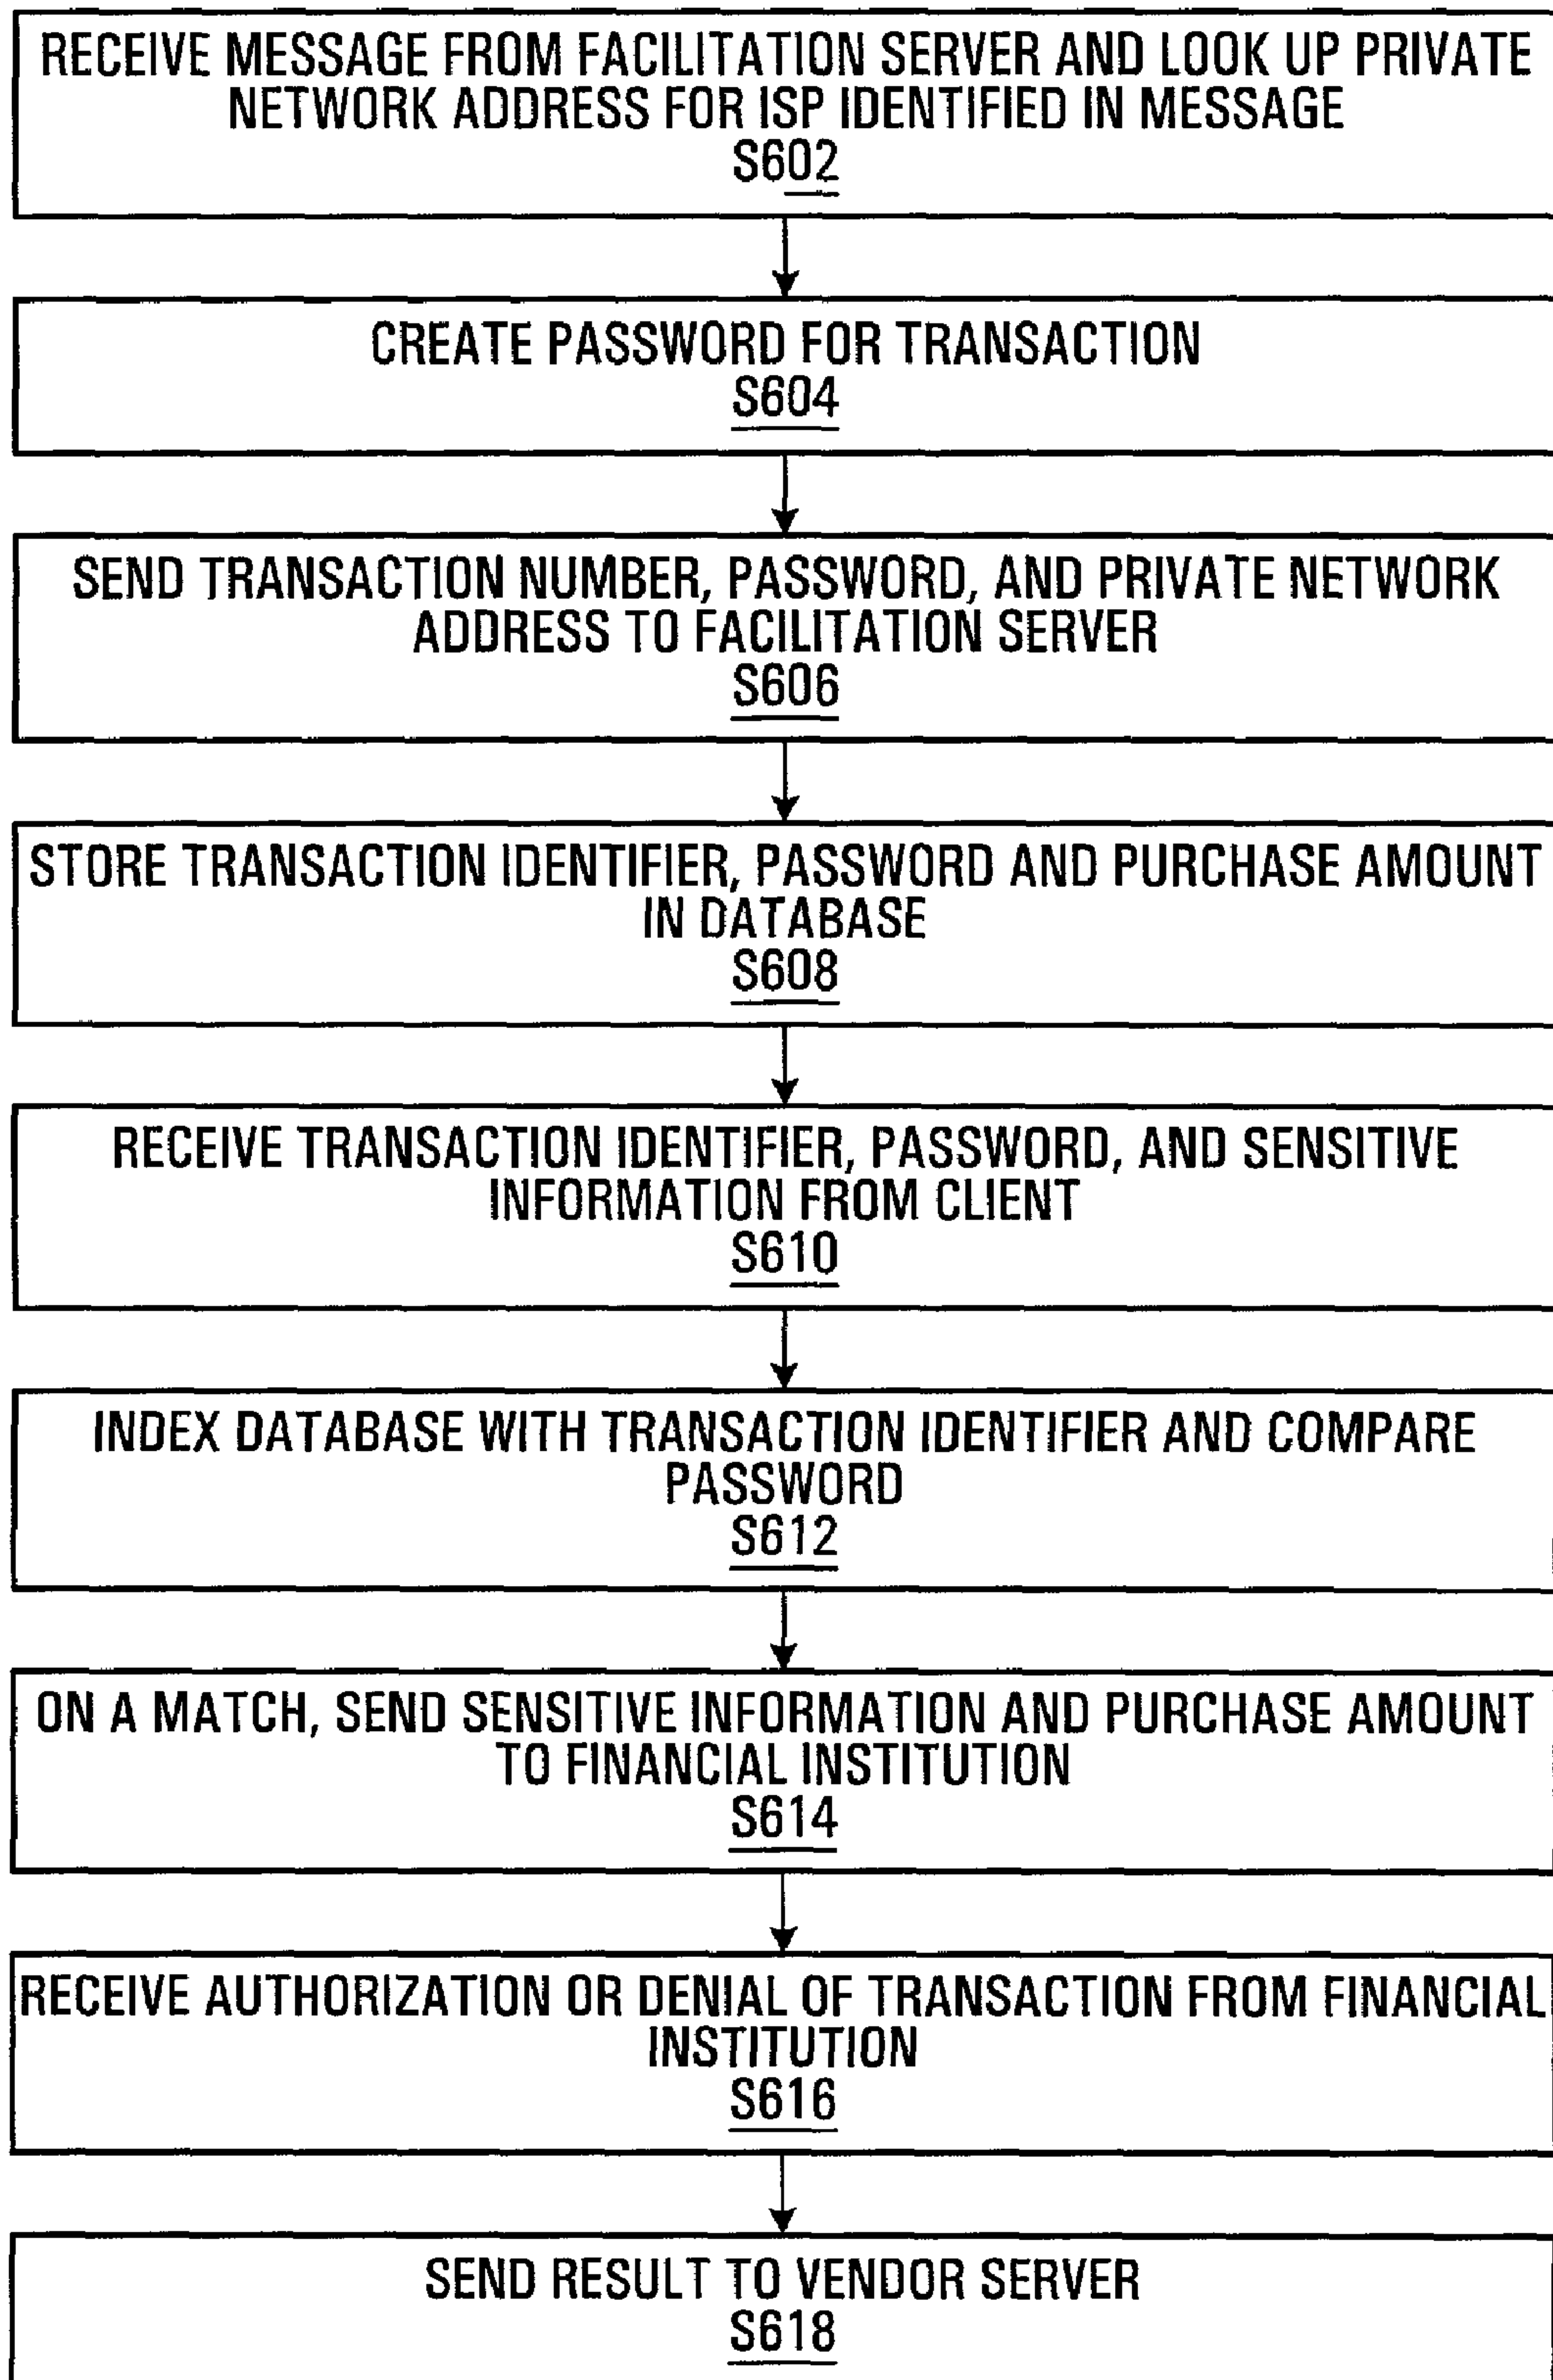 RECEIVE MESSAGE FROM FACILITATION SERVER AND LOOK UP PRIVATE
NETWORK ADDRESS FOR ISP IDENTIFIED IN MESSAGE
S602
CREATE PASSWORD FOR TRANSACTION
S604
SEND TRANSACTION NUMBER, PASSWORD, AND PRIVATE NETWORK
ADDRESS TO FACILITATION SERVER
S606
STORE TRANSACTION IDENTIFIER, PASSWORD AND PURCHASE AMOUNT
IN DATABASE
S608
RECEIVE TRANSACTION IDENTIFIER, PASSWORD, AND SENSITIVE
INFORMATION FROM CLIENT
S610
INDEX DATABASE WITH TRANSACTION IDENTIFIER AND COMPARE
PASSWORD
S612
ON A MATCH, SEND SENSITIVE INFORMATION AND PURCHASE AMOUNT
TO FINANCIAL INSTITUTION
S614
RECEIVE AUTHORIZATION OR DENIAL OF TRANSACTION FROM FINANCIAL
INSTITUTION
S616
SEND RESULT TO VENDOR SERVER
S618